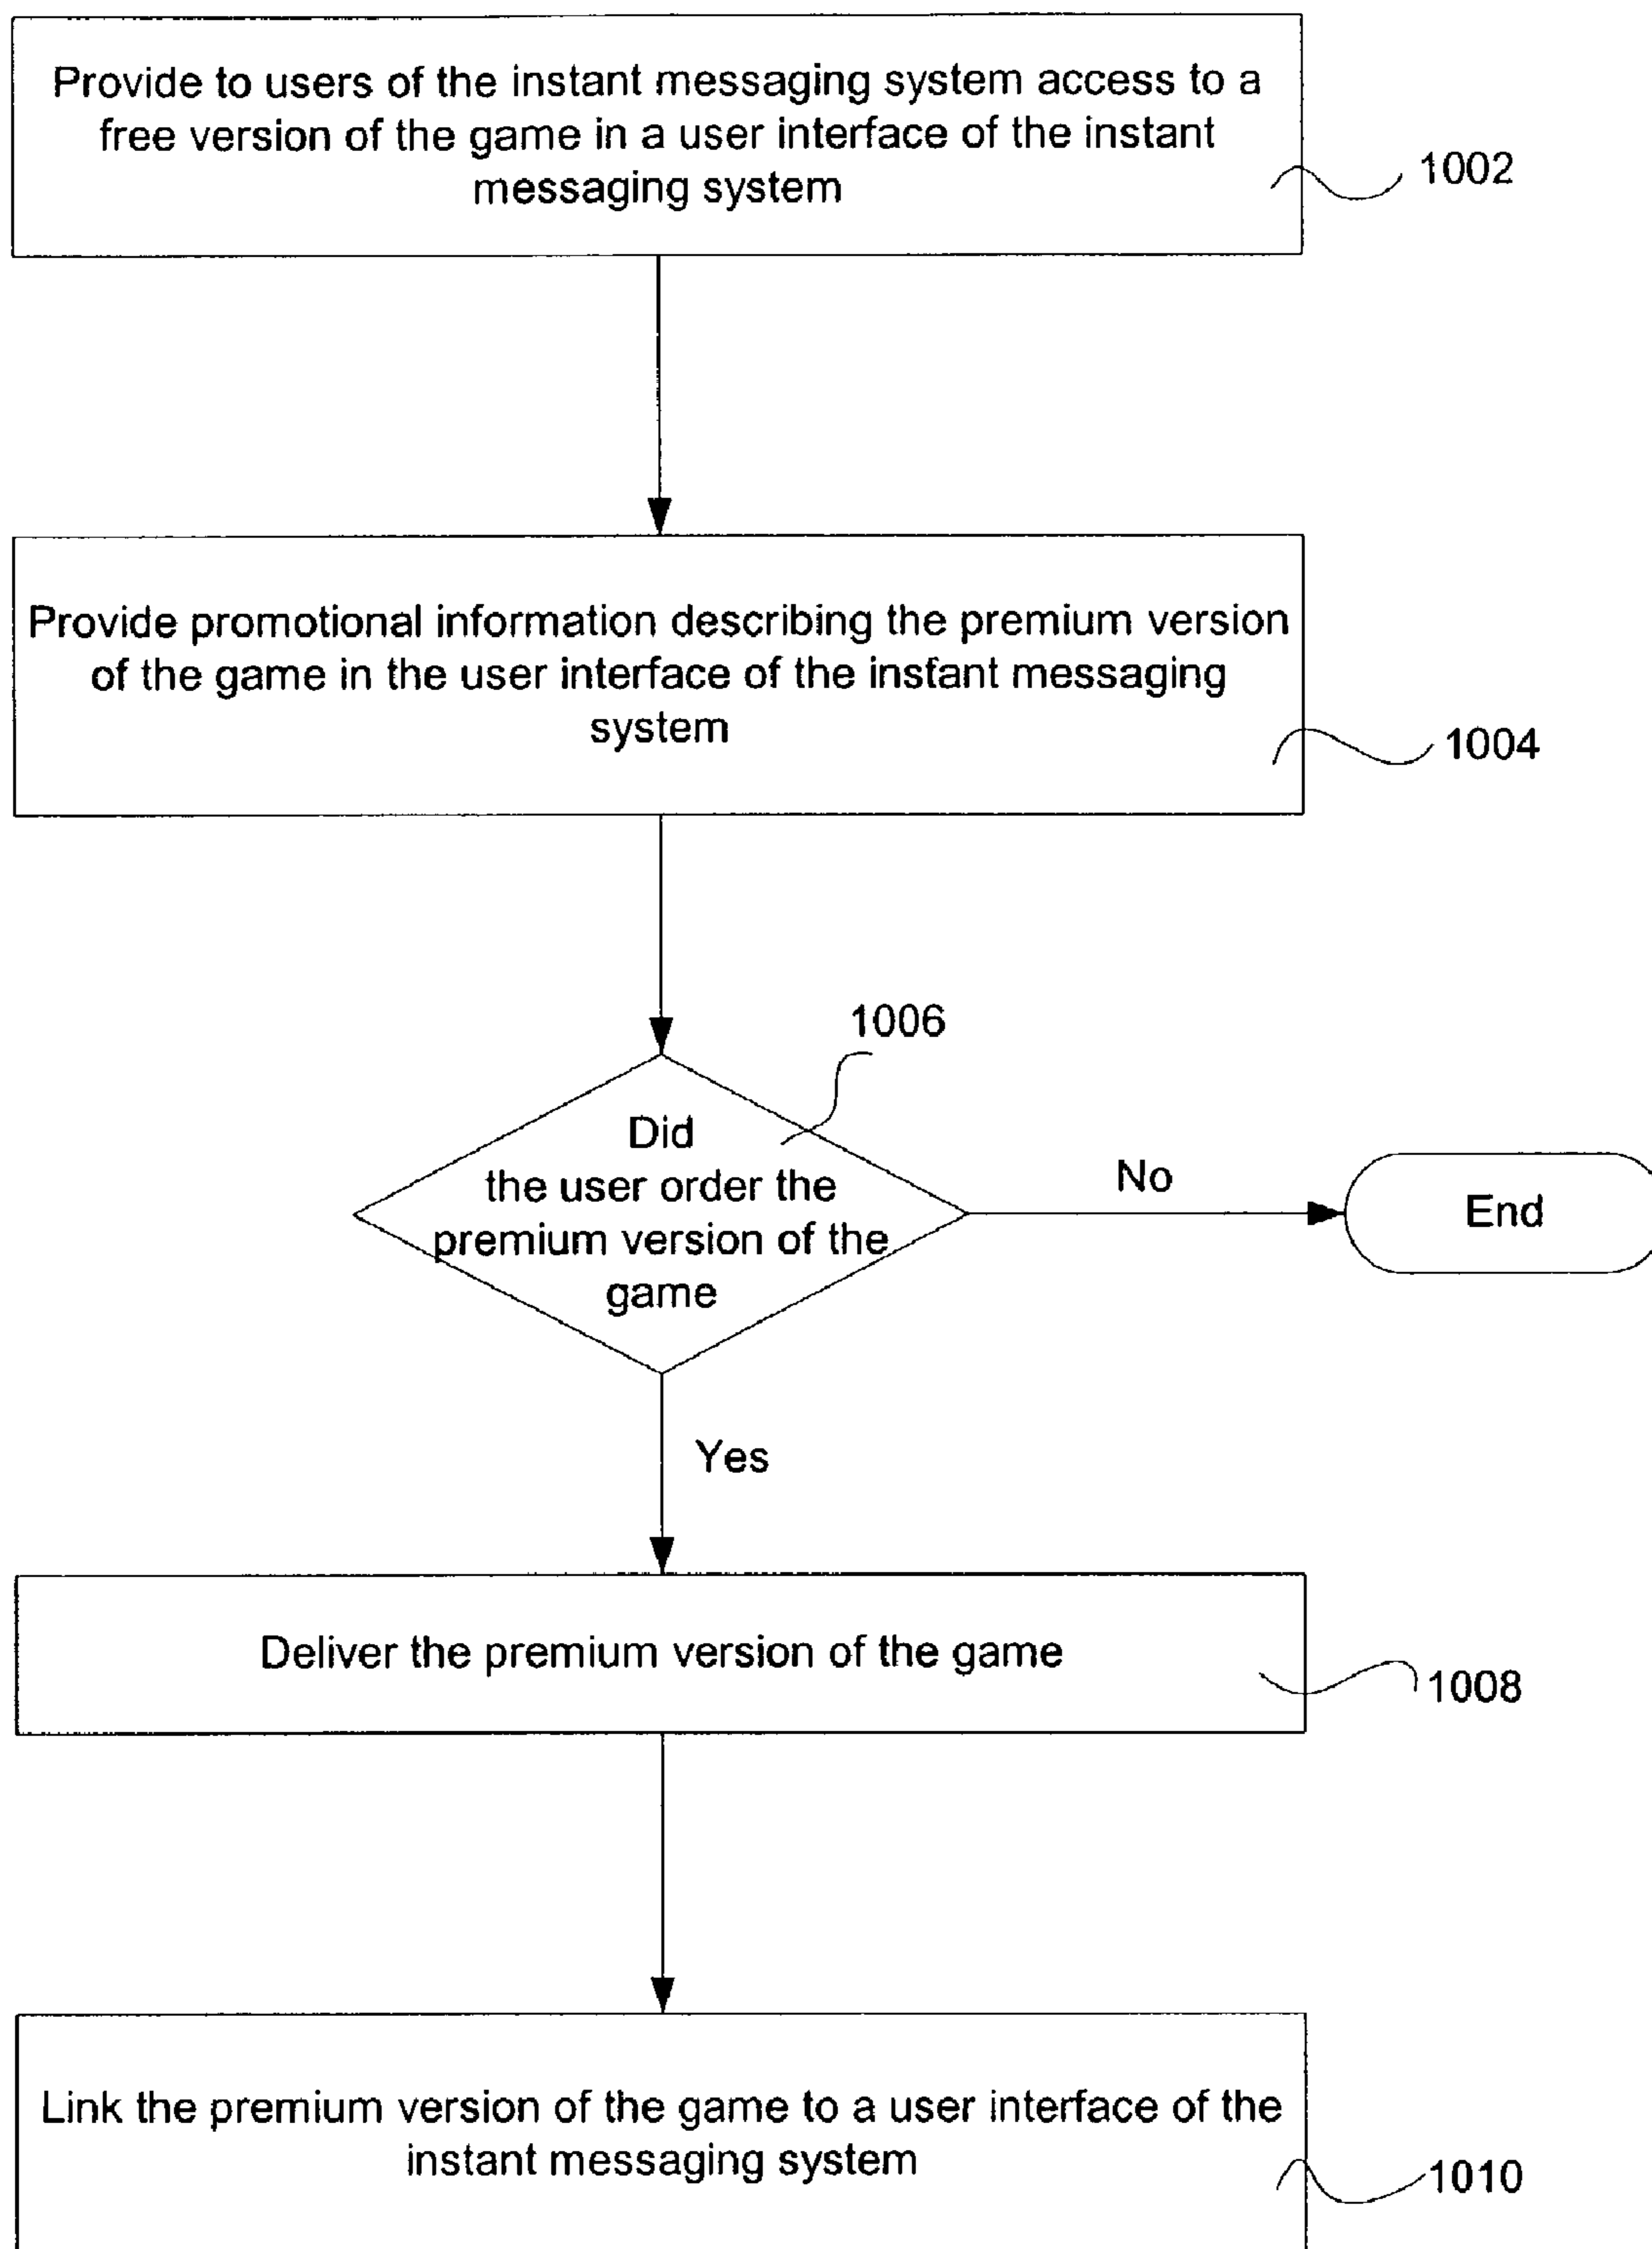 Provide to users of the instant messaging system access to a
free version of the game in a user interface of the instant
messaging system
1002
Provide promotional information describing the premium version
of the game in the user interface of the instant messaging
system
1004
1006
Did
the user order the
premium version of the
game
No
End
Yes
Deliver the premium version of the game
1008
Link the premium version of the game to a user interface of the
instant messaging system
1010